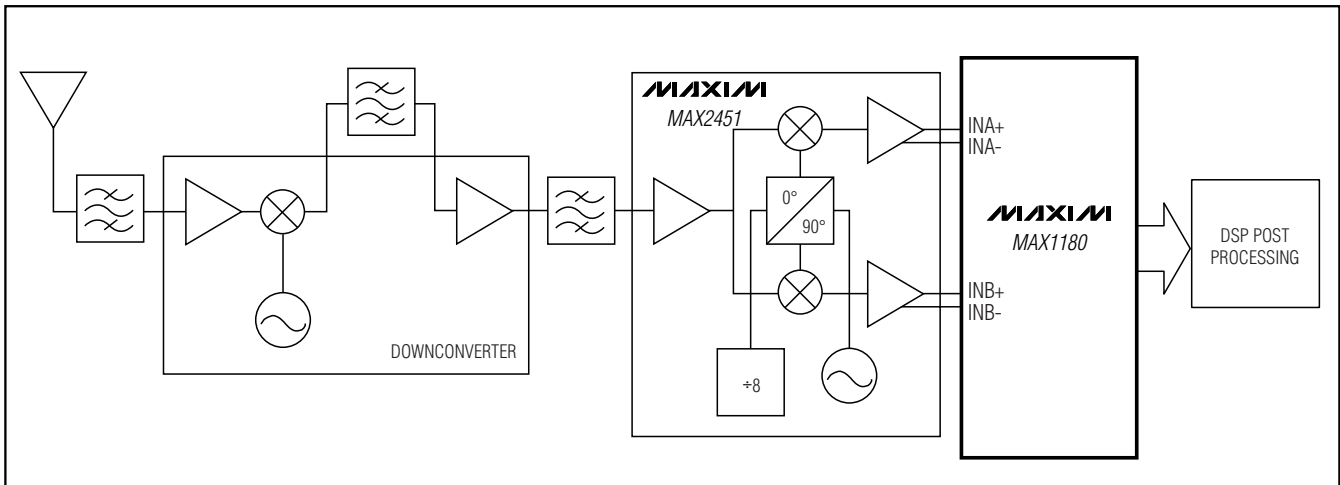 DOWNCONVERTER
MAXIM
MAX2451
0°
90°
÷8
INA+
INA-
MAXIM
MAX1180
INB+
INB-
DSP POST
PROCESSING